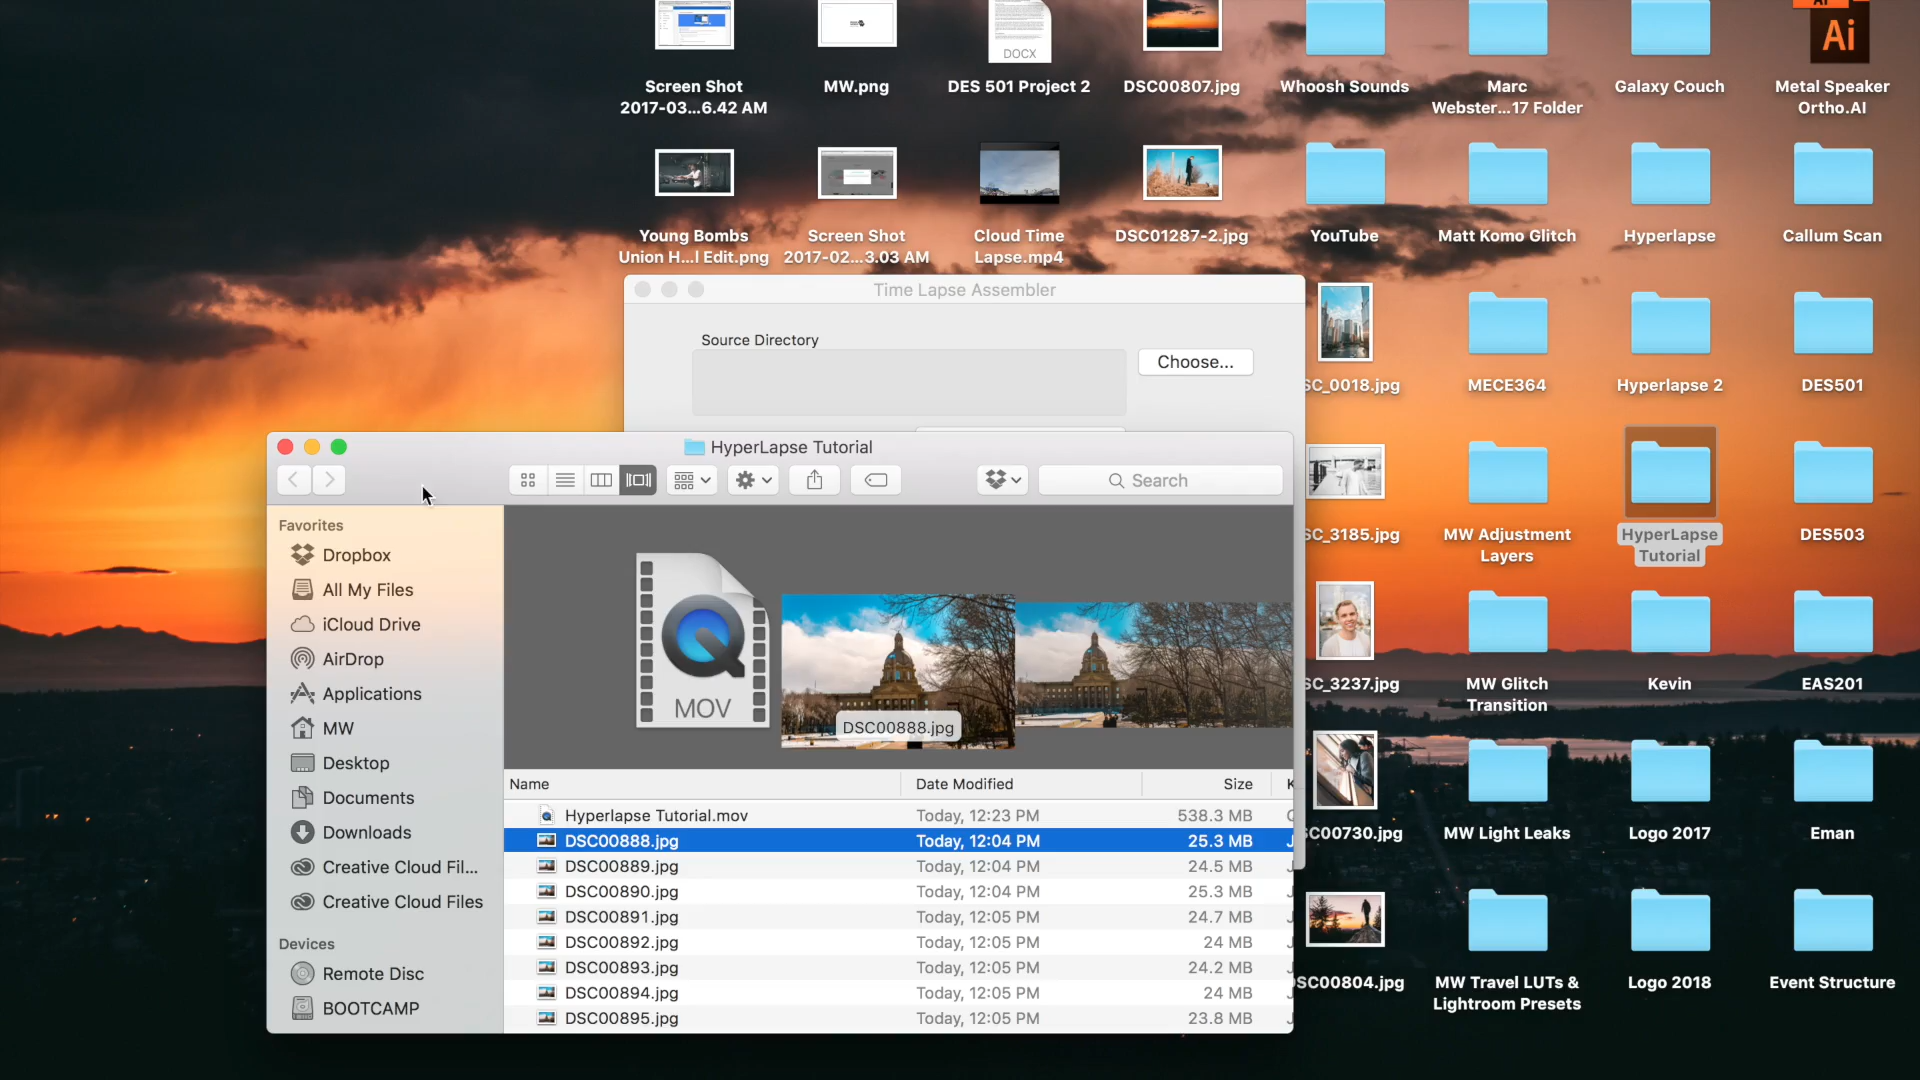 DOCX
Ai
Ai
Screen Shot
2017-03...6.42 AM
MW.png
DES 501 Project 2
DSC00807.jpg
Whoosh Sounds
Marc
Webster...17 Folder
Galaxy Couch
Metal Speaker
Ortho.AI
Young Bombs
Union H...l Edit.png
Screen Shot
2017-02...3.03 AM
Cloud Time
Lapse.mp4
DSC01287-2.jpg
YouTube
Matt Komo Glitch
Hyperlapse
Callum Scan
Time Lapse Assembler
Source Directory
Choose...
SC_0018.jpg
MECE364
Hyperlapse 2
DES501
HyperLapse Tutorial
Search
SC_3185.jpg
MW Adjustment
Layers
HyperLapse
Tutorial
DES503
Favorites
Dropbox
All My Files
iCloud Drive
AirDrop
Applications
MW
Desktop
Documents
Downloads
Creative Cloud Fil...
Creative Cloud Files
Devices
Remote Disc
BOOTCAMP
MOV
DSC00888.jpg
Name Date Modified Size K
Hyperlapse Tutorial.mov Today, 12:23 PM 538.3 MB
DSC00888.jpg Today, 12:04 PM 25.3 MB
DSC00889.jpg Today, 12:04 PM 24.5 MB
DSC00890.jpg Today, 12:04 PM 25.3 MB
DSC00891.jpg Today, 12:05 PM 24.7 MB
DSC00892.jpg Today, 12:05 PM 24 MB
DSC00893.jpg Today, 12:05 PM 24.2 MB
DSC00894.jpg Today, 12:05 PM 24 MB
DSC00895.jpg Today, 12:05 PM 23.8 MB
SC_3237.jpg
MW Glitch
Transition
Kevin
EAS201
SC00730.jpg
MW Light Leaks
Logo 2017
Eman
SC00804.jpg
MW Travel LUTs &
Lightroom Presets
Logo 2018
Event Structure